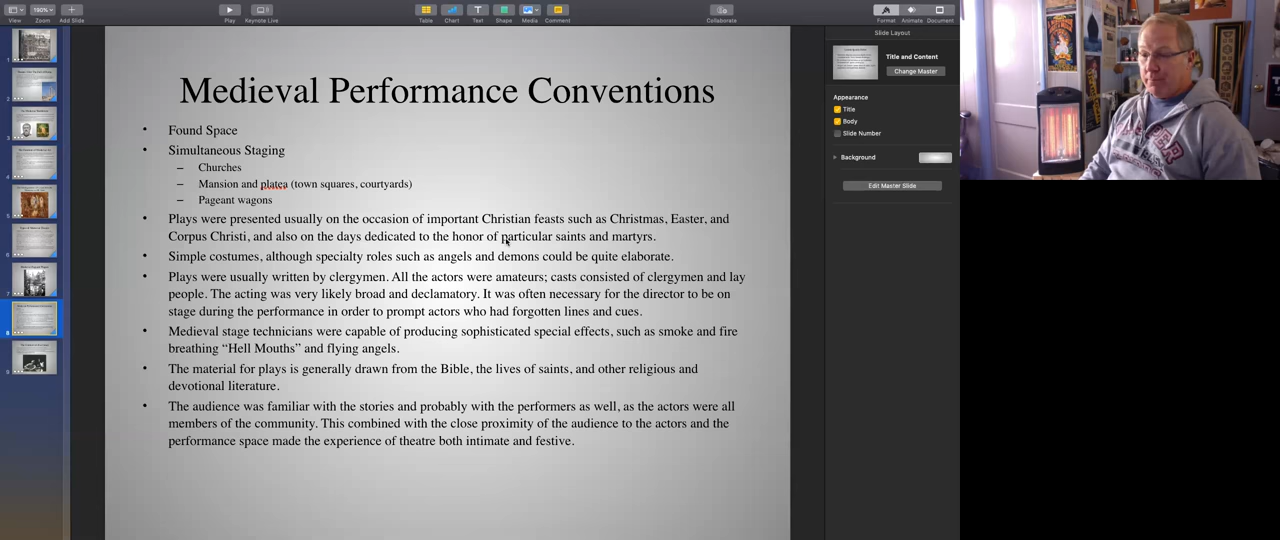 190%
View
Zoom
Add Slide
Play
Keynote Live
Table
Chart
Text
Shape
Media
Comment
Collaborate
Format
Animate
Document
1
2
3
4
5
6
7
8
9
Medieval Performance Conventions
• Found Space
• Simultaneous Staging
– Churches
– Mansion and platea (town squares, courtyards)
– Pageant wagons
• Plays were presented usually on the occasion of important Christian feasts such as Christmas, Easter, and
Corpus Christi, and also on the days dedicated to the honor of particular saints and martyrs.
• Simple costumes, although specialty roles such as angels and demons could be quite elaborate.
• Plays were usually written by clergymen. All the actors were amateurs; casts consisted of clergymen and lay
people. The acting was very likely broad and declamatory. It was often necessary for the director to be on
stage during the performance in order to prompt actors who had forgotten lines and cues.
• Medieval stage technicians were capable of producing sophisticated special effects, such as smoke and fire
breathing “Hell Mouths” and flying angels.
• The material for plays is generally drawn from the Bible, the lives of saints, and other religious and
devotional literature.
• The audience was familiar with the stories and probably with the performers as well, as the actors were all
members of the community. This combined with the close proximity of the audience to the actors and the
performance space made the experience of theatre both intimate and festive.
Slide Layout
Title and Content
Change Master
Appearance
Title
Body
Slide Number
Background
Edit Master Slide